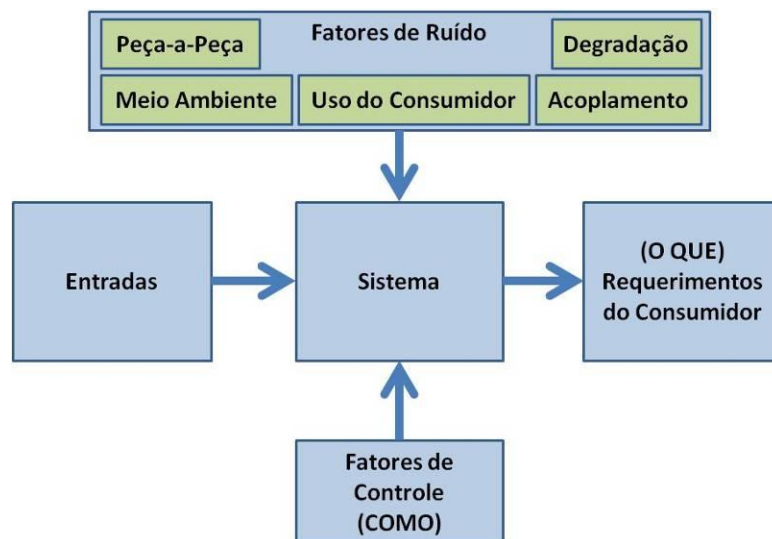 Fatores de Ruído
Peça-a-Peça
Degradação
Meio Ambiente
Uso do Consumidor
Acoplamento
Entradas
Sistema
(O QUE)
Requerimentos
do Consumidor
Fatores de
Controle
(COMO)